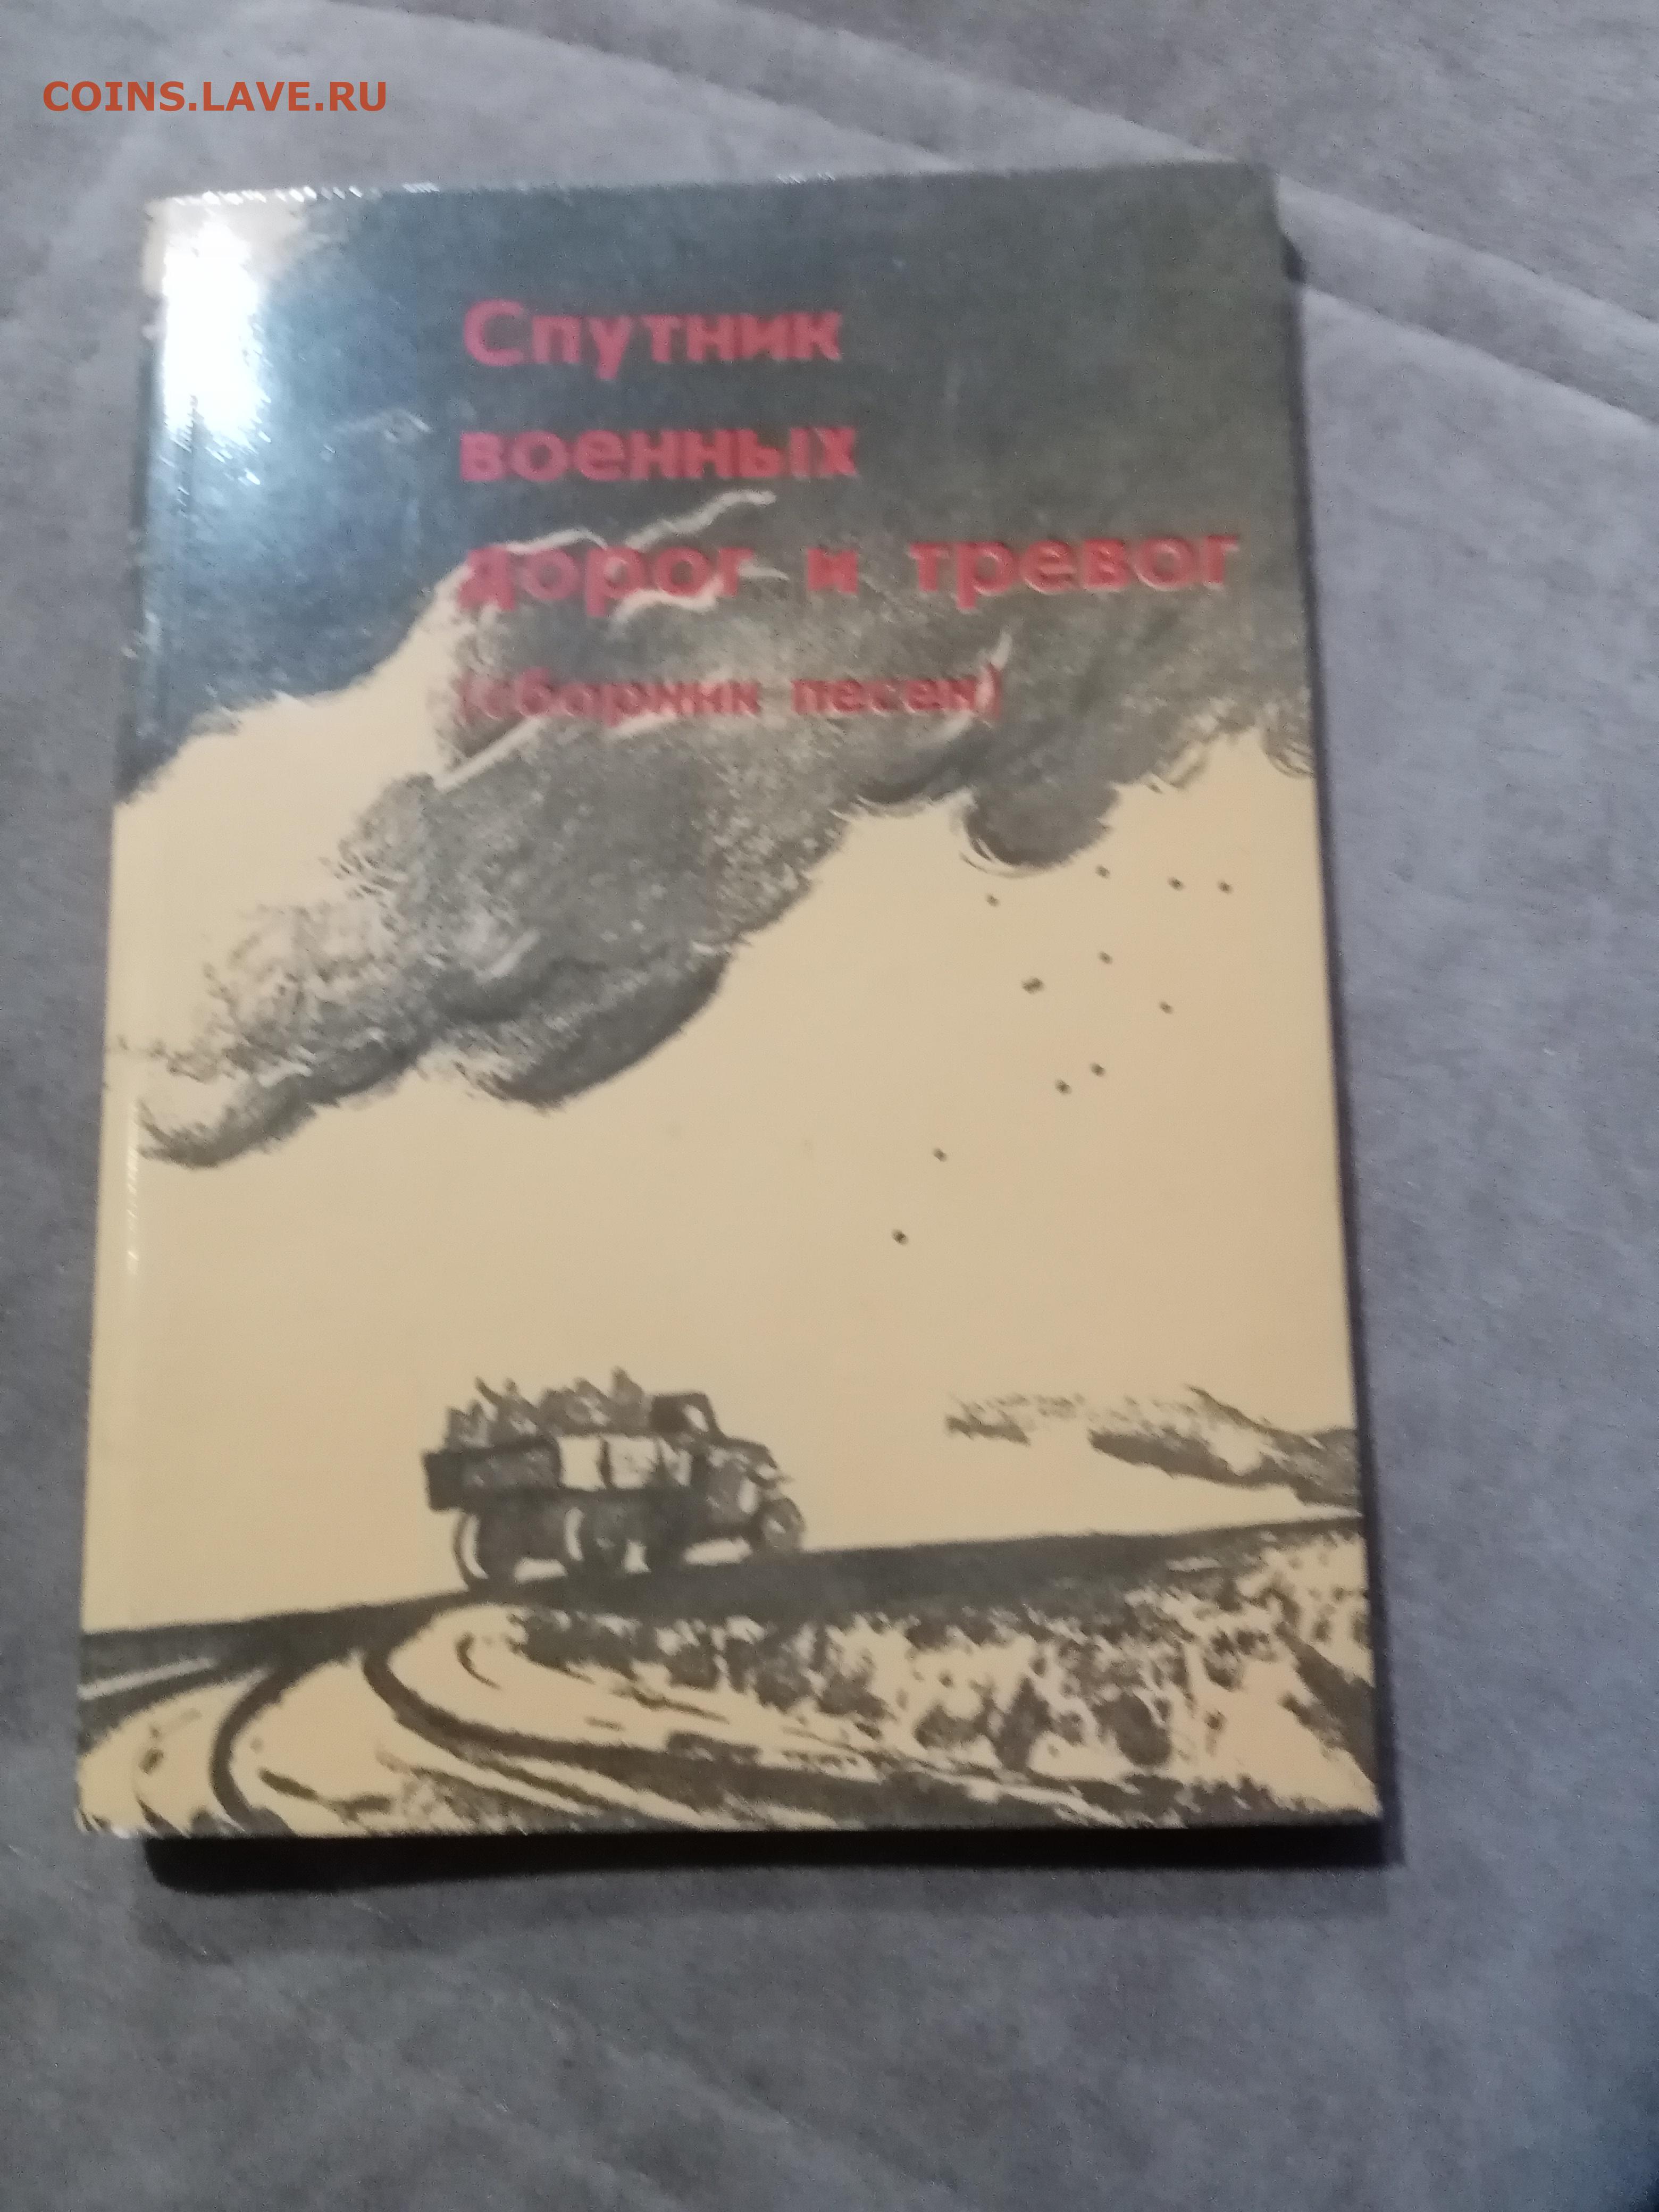 COINS.LAVE.RU
Спутник
военных
дорог и тревог
(сборник песен)